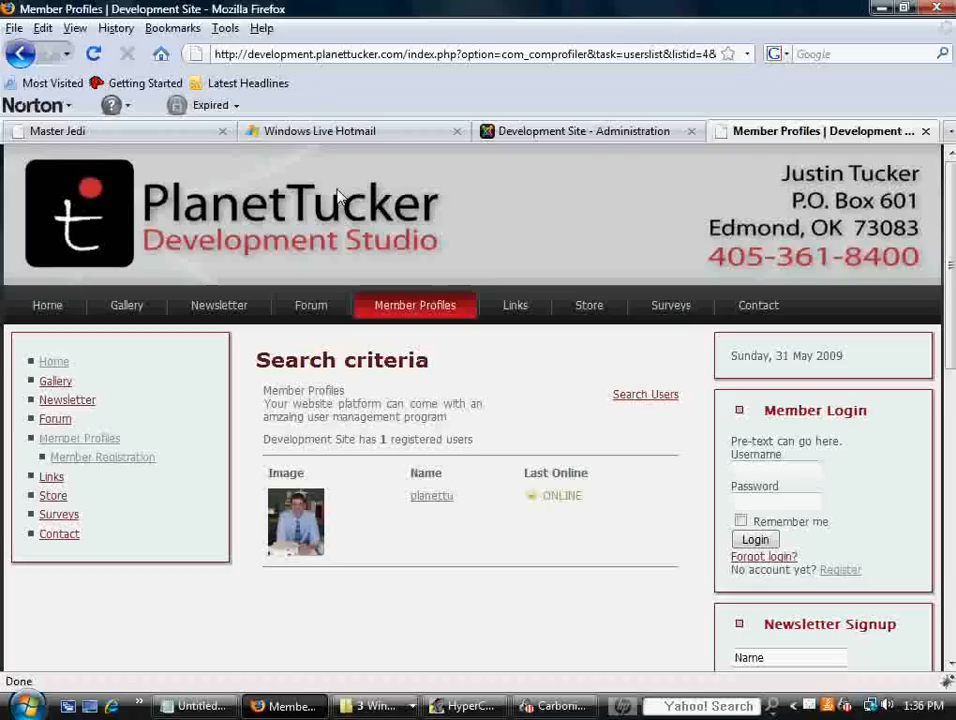 Member Profiles | Development Site - Mozilla Firefox
File Edit View History Bookmarks Tools Help
http://development.planettucker.com/index.php?option=com_comprofiler&task=userslist&listid=4&
Google
Most Visited Getting Started Latest Headlines
Norton Expired
Master Jedi
Windows Live Hotmail
Development Site - Administration
Member Profiles | Development ...
t
PlanetTucker
Development Studio
Justin Tucker
P.O. Box 601
Edmond, OK 73083
405-361-8400
Home Gallery Newsletter Forum Member Profiles Links Store Surveys Contact
Home
Gallery
Newsletter
Forum
Member Profiles
Member Registration
Links
Store
Surveys
Contact
Search criteria
Member Profiles
Your website platform can come with an
amzaing user management program
Search Users
Development Site has 1 registered users
Image Name Last Online
planettu ONLINE
Sunday, 31 May 2009
Member Login
Pre-text can go here.
Username
Password
Remember me
Login
Forgot login?
No account yet? Register
Newsletter Signup
Name
Done
Untitled...
Membe...
3 Win...
HyperC...
Carboni...
Yahoo! Search
1:36 PM